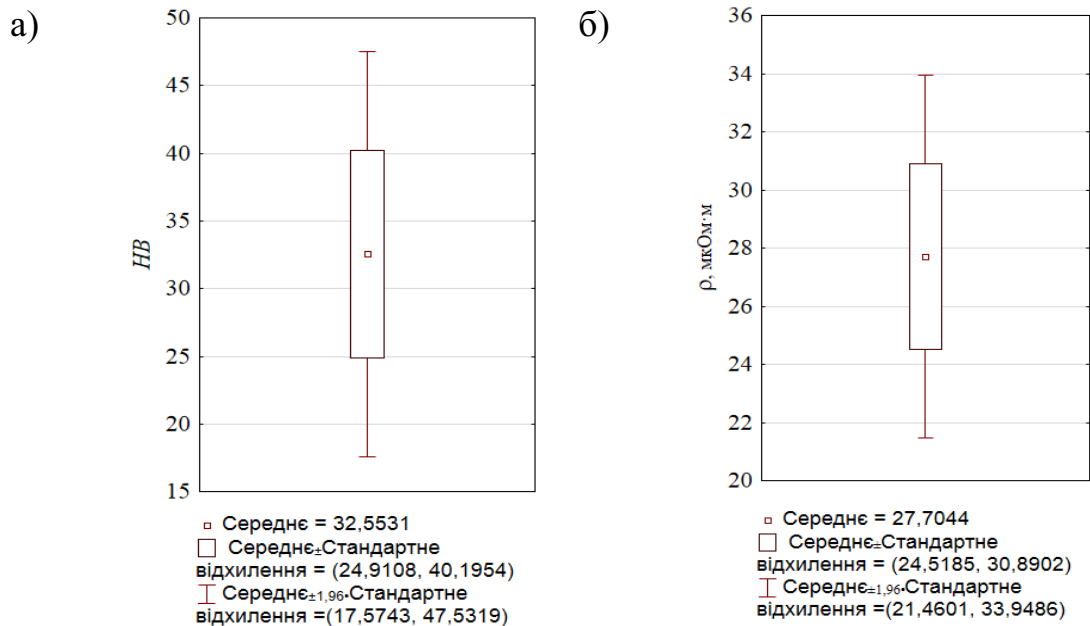 а)
50
45
40
35
30
25
20
15
HB
Середнє = 32,5531
Середнє±Стандартне
відхилення = (24,9108, 40,1954)
Середнє±1,96•Стандартне
відхилення =(17,5743, 47,5319)
б)
36
34
32
30
28
26
24
22
20
ρ, мкОм·м
Середнє = 27,7044
Середнє±Стандартне
відхилення = (24,5185, 30,8902)
Середнє±1,96•Стандартне
відхилення =(21,4601, 33,9486)